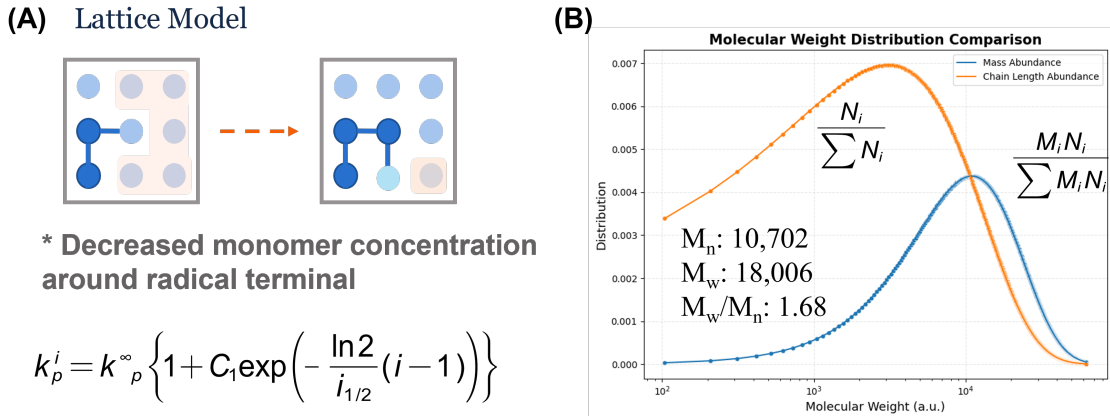 (A) Lattice Model
* Decreased monomer concentration
around radical terminal
k_p^i = k_p^∞ {1 + C_1 exp(− ln2 / i_{1/2} (i − 1))}
(B)
Molecular Weight Distribution Comparison
Mass Abundance
Chain Length Abundance
0.007
0.006
0.005
0.004
0.003
0.002
0.001
0.000
Distribution
N_i / ∑ N_i
M_i N_i / ∑ M_i N_i
M_n: 10,702
M_w: 18,006
M_w/M_n: 1.68
10^2
10^3
10^4
Molecular Weight (a.u.)